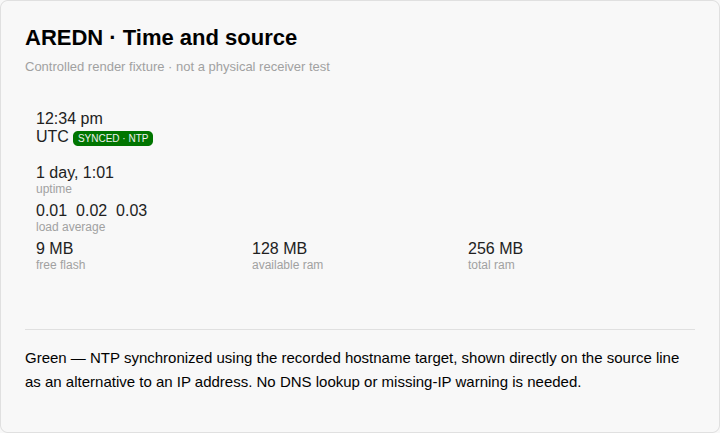 AREDN · Time and source
Controlled render fixture · not a physical receiver test
12:34 pm
UTC SYNCED · NTP
1 day, 1:01
uptime
0.01 0.02 0.03
load average
9 MB 128 MB 256 MB
free flash available ram total ram
Green — NTP synchronized using the recorded hostname target, shown directly on the source line
as an alternative to an IP address. No DNS lookup or missing-IP warning is needed.